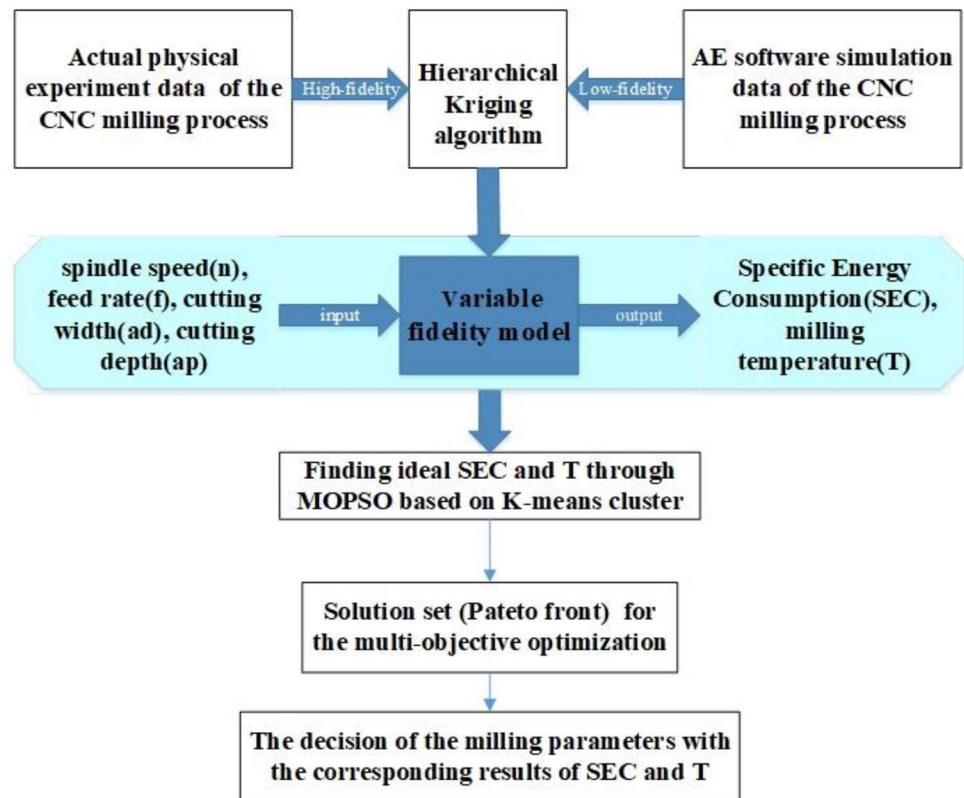 Actual physical
experiment data of the
CNC milling process
High-fidelity
Hierarchical
Kriging
algorithm
Low-fidelity
AE software simulation
data of the CNC
milling process
spindle speed(n),
feed rate(f), cutting
width(ad), cutting
depth(ap)
input
Variable
fidelity model
output
Specific Energy
Consumption(SEC),
milling
temperature(T)
Finding ideal SEC and T through
MOPSO based on K-means cluster
Solution set (Pateto front) for
the multi-objective optimization
The decision of the milling parameters with
the corresponding results of SEC and T